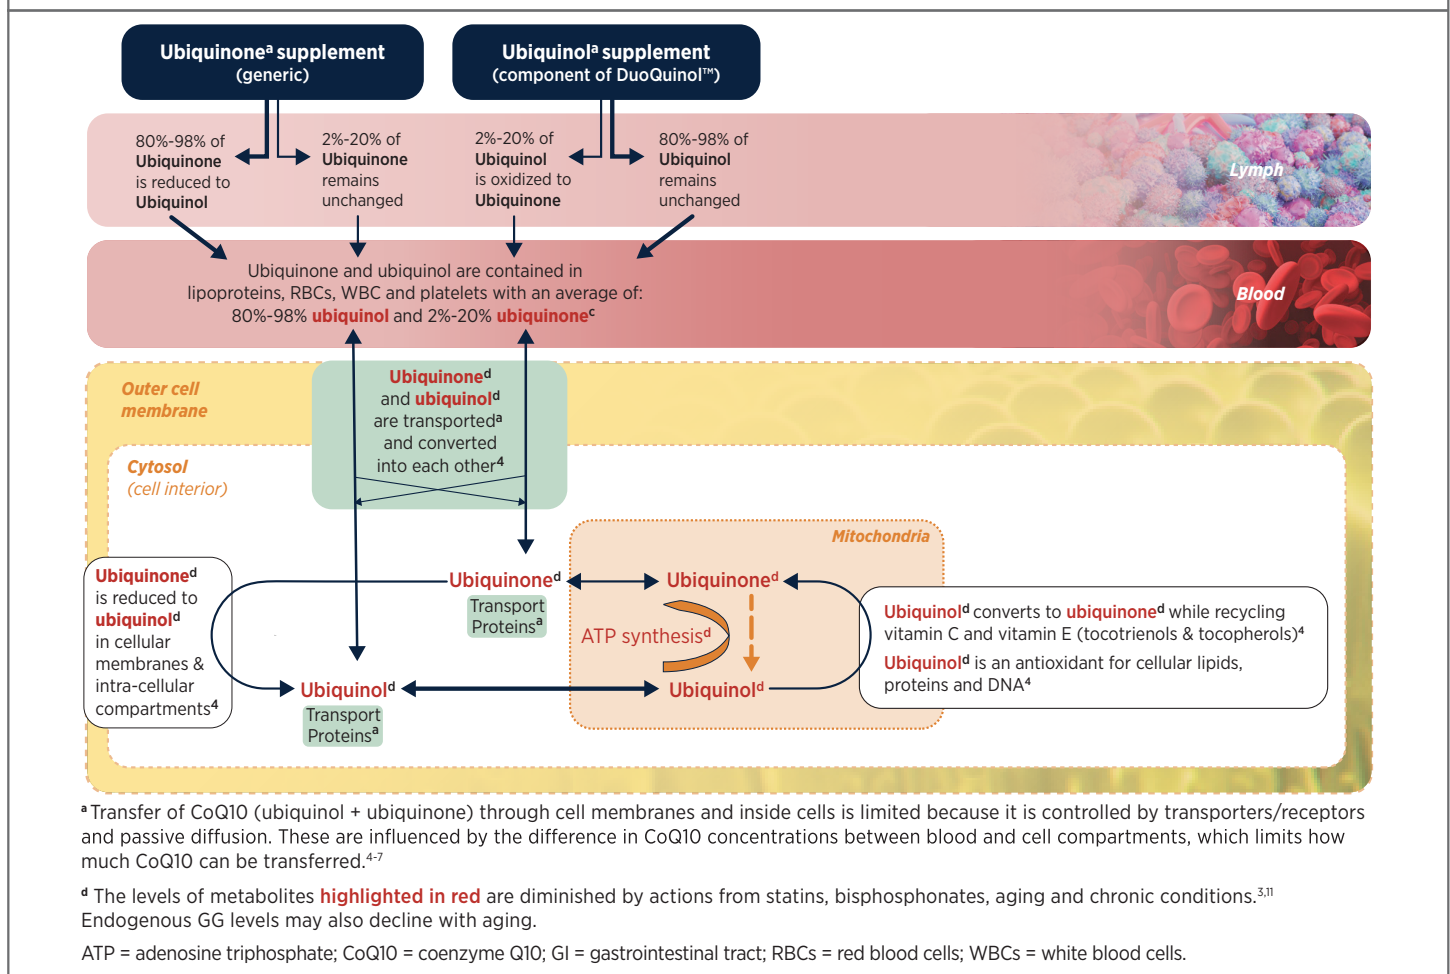 Ubiquinoneᵃ supplement
(generic)
Ubiquinolᵃ supplement
(component of DuoQuinol™)
80%-98% of
Ubiquinone
is reduced to
Ubiquinol
2%-20% of
Ubiquinone
remains
unchanged
2%-20% of
Ubiquinol
is oxidized to
Ubiquinone
80%-98% of
Ubiquinol
remains
unchanged
Lymph
Ubiquinone and ubiquinol are contained in
lipoproteins, RBCs, WBC and platelets with an average of:
80%-98% ubiquinol and 2%-20% ubiquinoneᶜ
Blood
Outer cell
membrane
Ubiquinoneᵈ
and ubiquinolᵈ
are transportedᵃ
and converted
into each other⁴
Cytosol
(cell interior)
Mitochondria
Ubiquinoneᵈ
is reduced to
ubiquinolᵈ
in cellular
membranes &
intra-cellular
compartments⁴
Ubiquinoneᵈ
Transport
Proteinsᵃ
Ubiquinoneᵈ
ATP synthesisᵈ
Ubiquinolᵈ
Transport
Proteinsᵃ
Ubiquinolᵈ
Ubiquinolᵈ converts to ubiquinoneᵈ while recycling
vitamin C and vitamin E (tocotrienols & tocopherols)⁴
Ubiquinolᵈ is an antioxidant for cellular lipids,
proteins and DNA⁴
ᵃ Transfer of CoQ10 (ubiquinol + ubiquinone) through cell membranes and inside cells is limited because it is controlled by transporters/receptors
and passive diffusion. These are influenced by the difference in CoQ10 concentrations between blood and cell compartments, which limits how
much CoQ10 can be transferred.⁴⁻⁷
ᵈ The levels of metabolites highlighted in red are diminished by actions from statins, bisphosphonates, aging and chronic conditions.³,¹¹
Endogenous GG levels may also decline with aging.
ATP = adenosine triphosphate; CoQ10 = coenzyme Q10; GI = gastrointestinal tract; RBCs = red blood cells; WBCs = white blood cells.